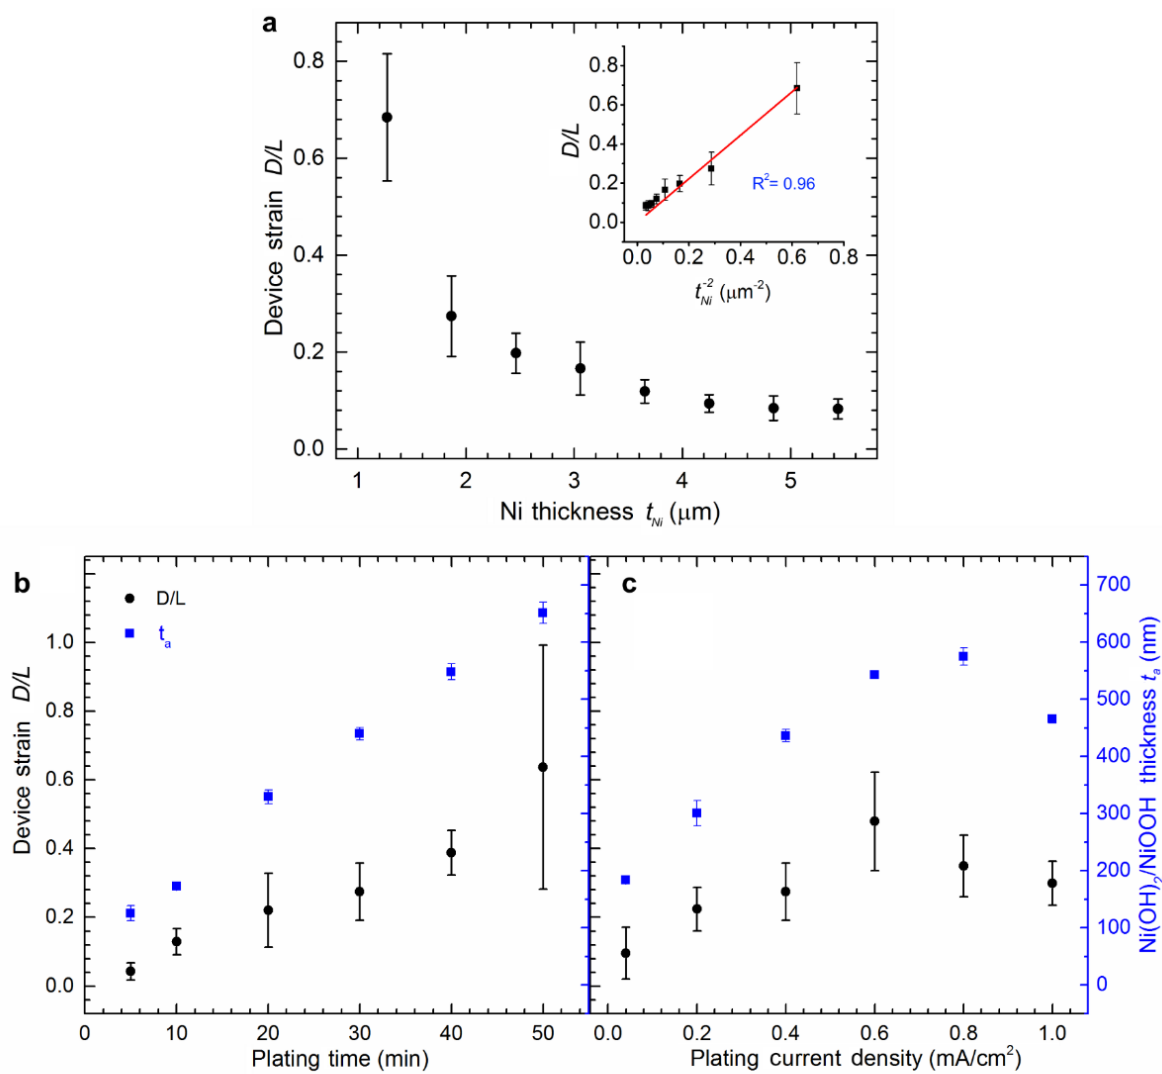 a
Device strain D/L
0.8
0.6
0.4
0.2
0.0
1 2 3 4 5
Ni thickness t_Ni (μm)
D/L
0.8
0.6
0.4
0.2
0.0
R²= 0.96
0.0 0.2 0.4 0.6 0.8
t_Ni^-2 (μm^-2)
b
D/L
t_a
Device strain D/L
1.0
0.8
0.6
0.4
0.2
0.0
0 10 20 30 40 50
Plating time (min)
c
700
600
500
400
300
200
100
0
Ni(OH)₂/NiOOH thickness t_a (nm)
0.0 0.2 0.4 0.6 0.8 1.0
Plating current density (mA/cm²)